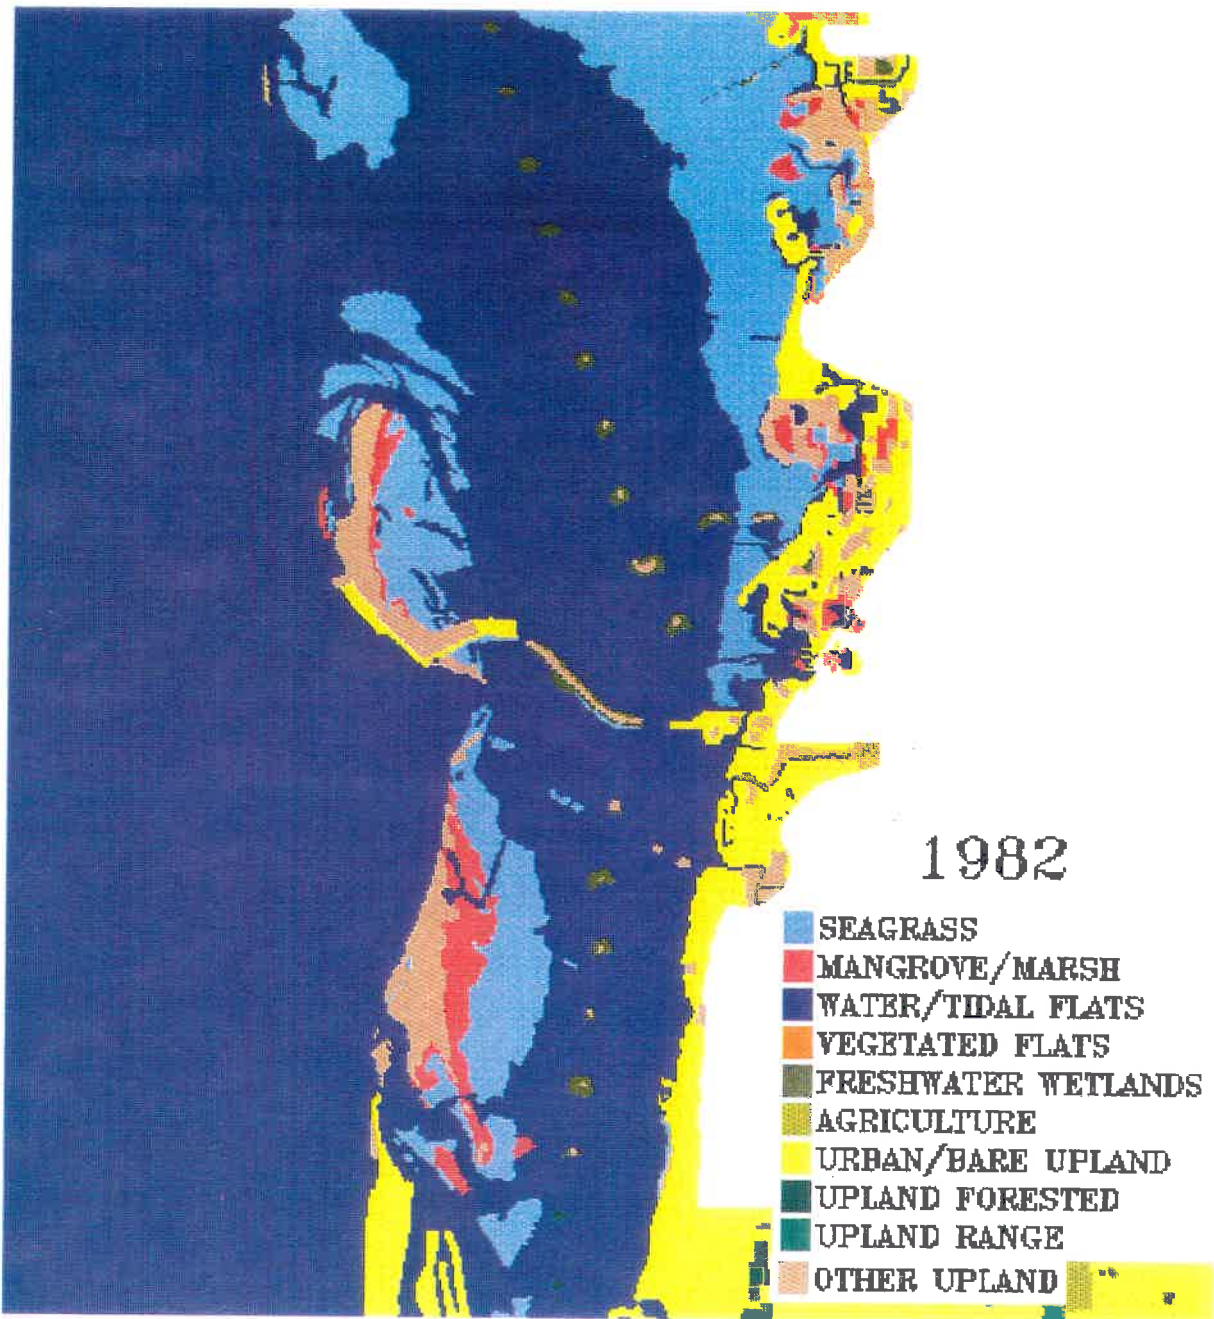 1982
SEAGRASS
MANGROVE/MARSH
WATER/TIDAL FLATS
VEGETATED FLATS
FRESHWATER WETLANDS
AGRICULTURE
URBAN/BARE UPLAND
UPLAND FORESTED
UPLAND RANGE
OTHER UPLAND